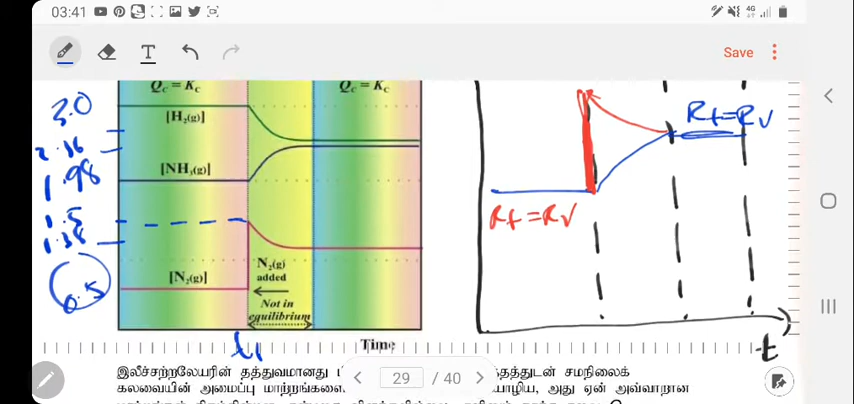 03:41
4G
Save
Qc = Kc
Qc = Kc
3.0
[H₂(g)]
2.16
1.98
[NH₃(g)]
1.5
1.38
[N₂(g)]
0.5
N₂(g)
added
Not in
equilibrium
t₁
Time
Rf = Rv
Rf = Rv
t
29 / 40
இலீச்சற்றலேயரின் தத்துவமானது
த்தத்துடன் சமநிலைக்
கலவையின் அமைப்பு மாற்றங்களை
யாழிய, அது ஏன் அவ்வாறான